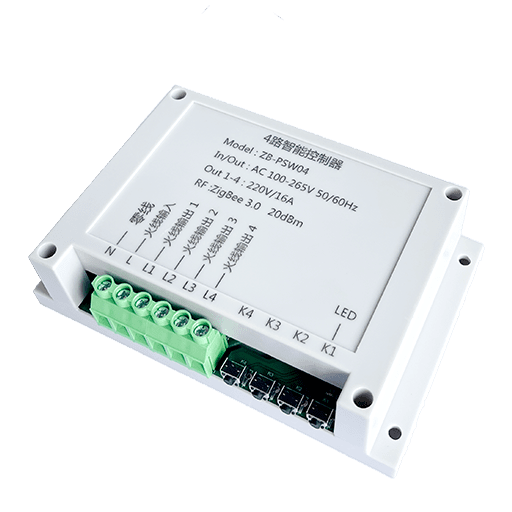 4路智能控制器
Model : ZB-PSW04
In/Out : AC 100-265V 50/60Hz
Out 1-4 : 220V/16A
RF :ZigBee 3.0 20dBm
零线
火线输入
火线输出 1
火线输出 2
火线输出 3
火线输出 4
N L L1 L2 L3 L4
K4 K3 K2 K1
LED